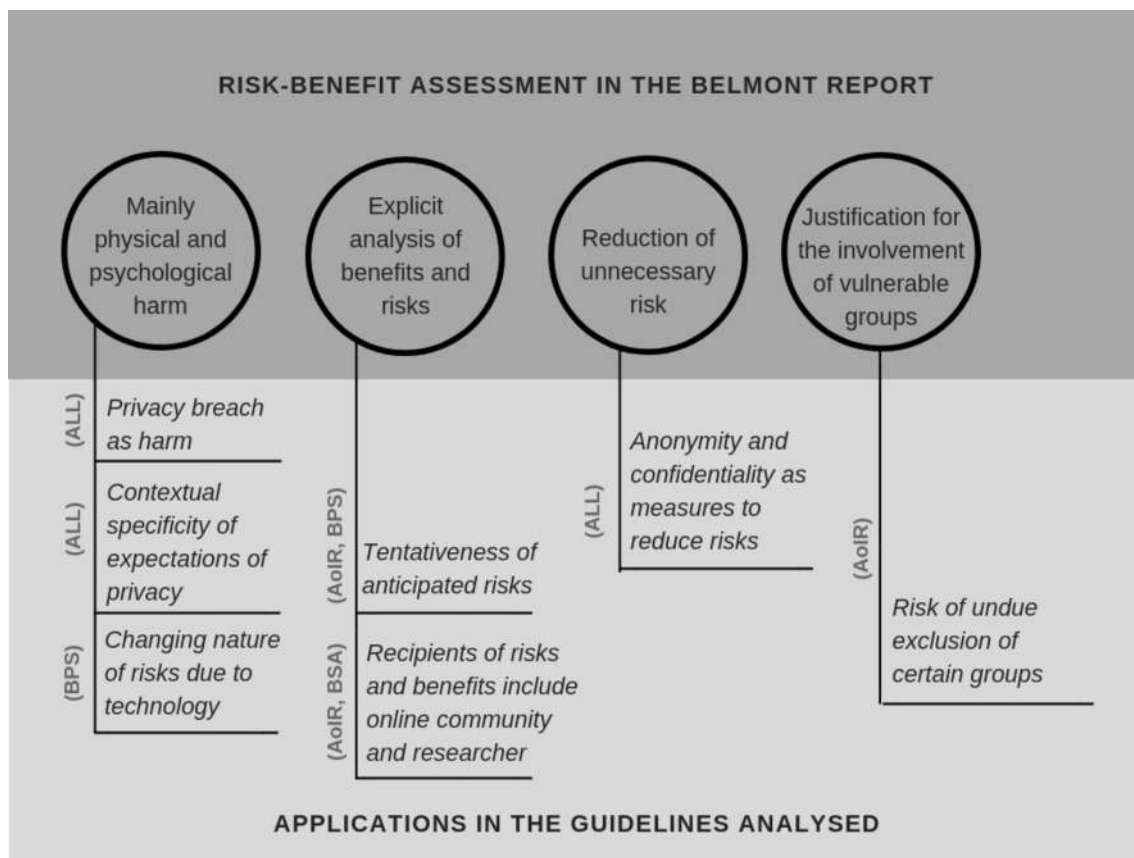 RISK-BENEFIT ASSESSMENT IN THE BELMONT REPORT
Mainly
physical and
psychological
harm
Explicit
analysis of
benefits and
risks
Reduction of
unnecessary
risk
Justification for
the involvement
of vulnerable
groups
(ALL)
Privacy breach
as harm
(ALL)
Contextual
specificity of
expectations of
privacy
(BPS)
Changing nature
of risks due to
technology
(AoIR, BPS)
Tentativeness of
anticipated risks
(AoIR, BSA)
Recipients of risks
and benefits include
online community
and researcher
(ALL)
Anonymity and
confidentiality as
measures to
reduce risks
(AoIR)
Risk of undue
exclusion of
certain groups
APPLICATIONS IN THE GUIDELINES ANALYSED